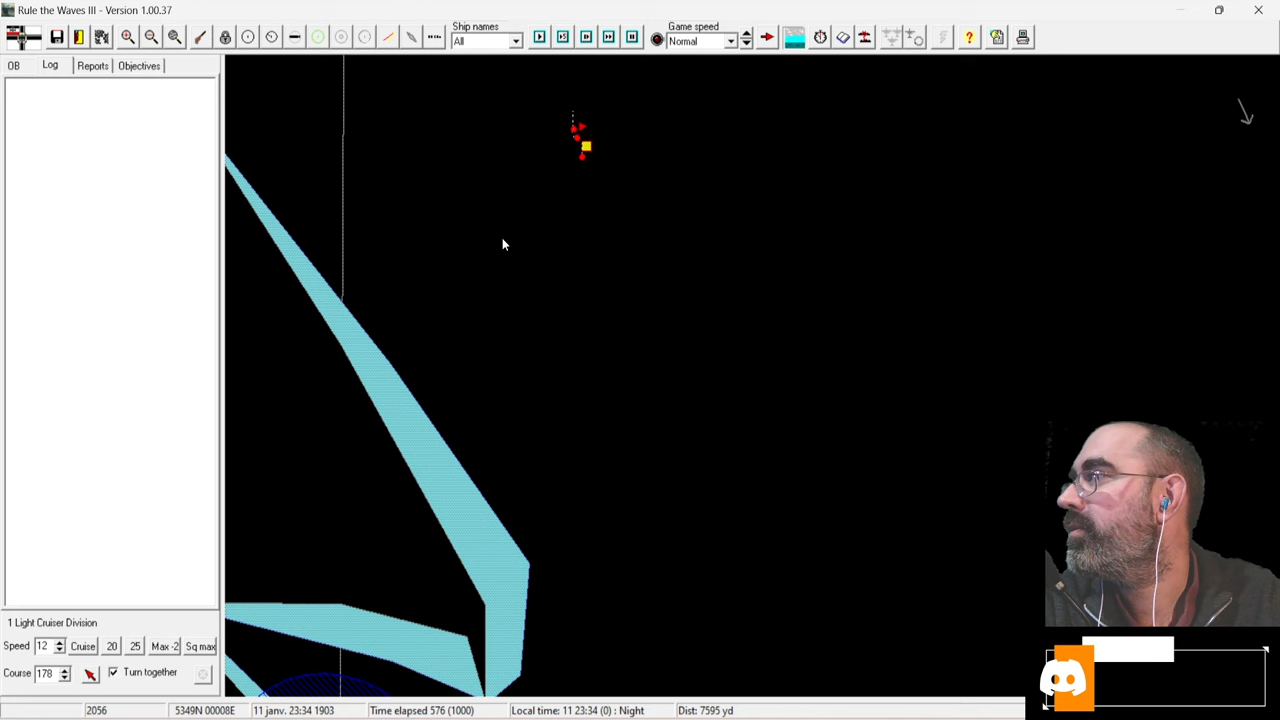 Rule the Waves III - Version 1.00.37
Ship names
All
Game speed
Normal
OB
Log
Reports
Objectives
1 Light Cruiser Division
Speed 12 Cruise 20 25 Max -2 Sq max
Course 178 Turn together
2056
5349N 00008E
11 janv. 23:34 1903
Time elapsed 576 (1000)
Local time: 11 23:34 (0) : Night
Dist: 7595 yd